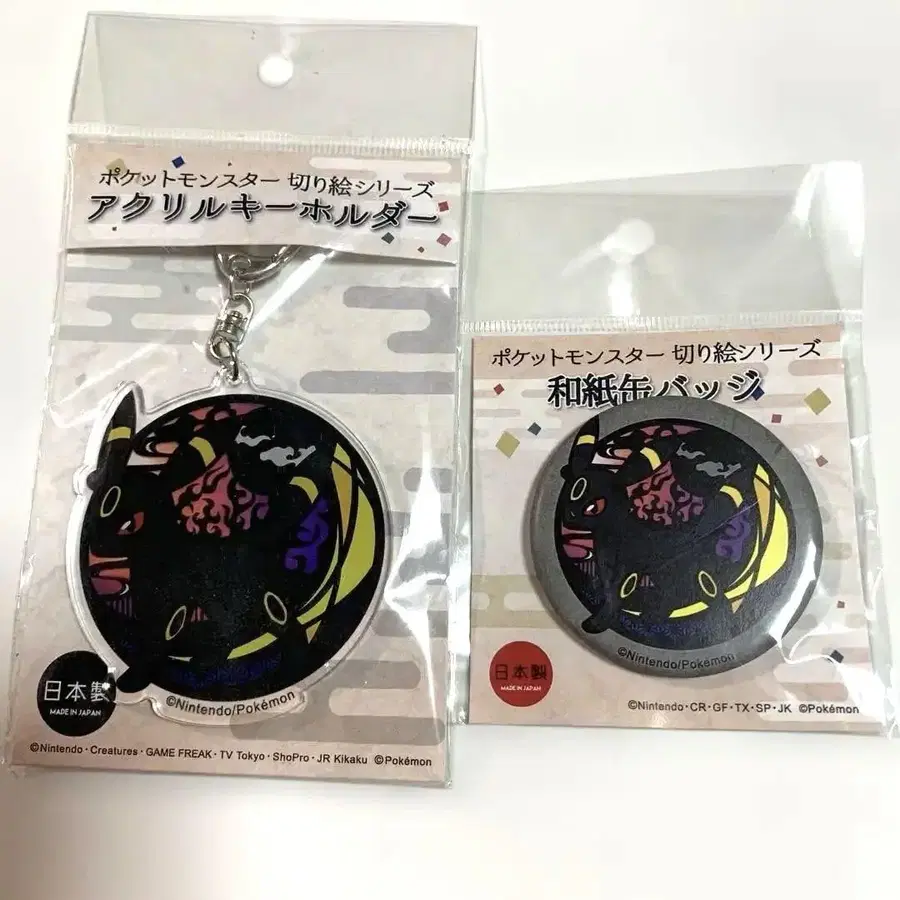 ポケットモンスター 切り絵シリーズ
アクリルキーホルダー
日本製
MADE IN JAPAN
©Nintendo/Pokémon
©Nintendo・Creatures・GAME FREAK・TV Tokyo・ShoPro・JR Kikaku ©Pokémon
ポケットモンスター 切り絵シリーズ
和紙缶バッジ
©Nintendo/Pokémon
日本製
MADE IN JAPAN
©Nintendo・CR・GF・TX・SP・JK ©Pokémon